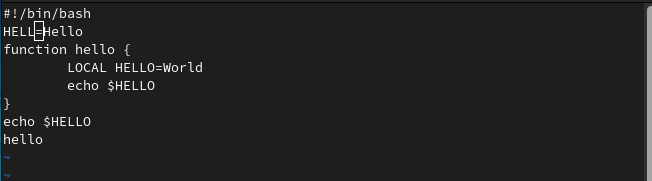 #!/bin/bash
HELL=Hello
function hello {
        LOCAL HELLO=World
        echo $HELLO
}
echo $HELLO
hello
~
~